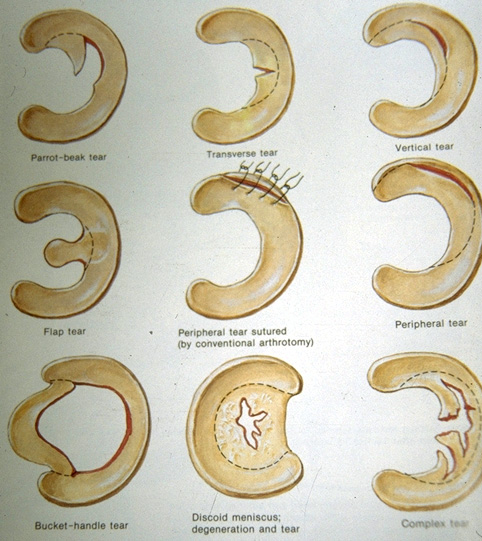 Parrot-beak tear
Transverse tear
Vertical tear
Flap tear
Peripheral tear sutured
(by conventional arthrotomy)
Peripheral tear
Bucket-handle tear
Discoid meniscus;
degeneration and tear
Complex tear